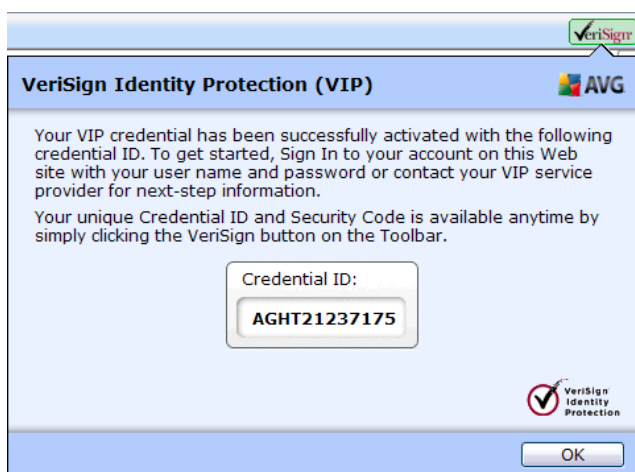 VeriSign
VeriSign Identity Protection (VIP)
AVG
Your VIP credential has been successfully activated with the following
credential ID. To get started, Sign In to your account on this Web
site with your user name and password or contact your VIP service
provider for next-step information.
Your unique Credential ID and Security Code is available anytime by
simply clicking the VeriSign button on the Toolbar.
Credential ID:
AGHT21237175
VeriSign
Identity
Protection
OK